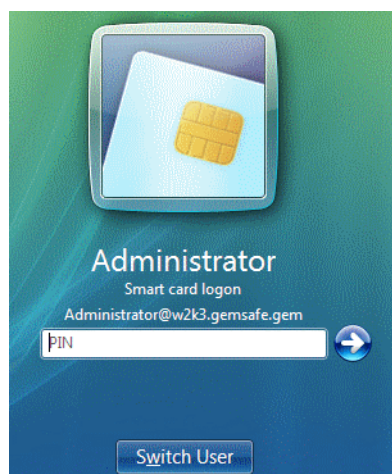 Administrator
Smart card logon
Administrator@w2k3.gemsafe.gem
PIN
Switch User